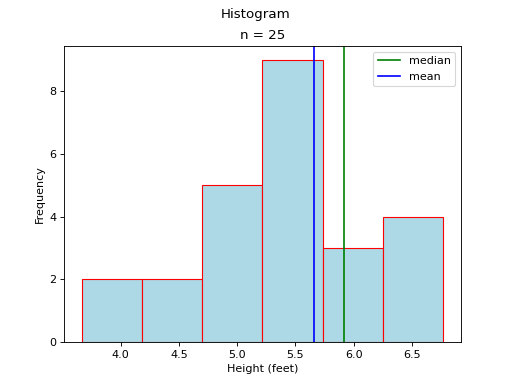 Histogram
n = 25
median
mean
8
6
4
2
0
Frequency
4.0 4.5 5.0 5.5 6.0 6.5
Height (feet)